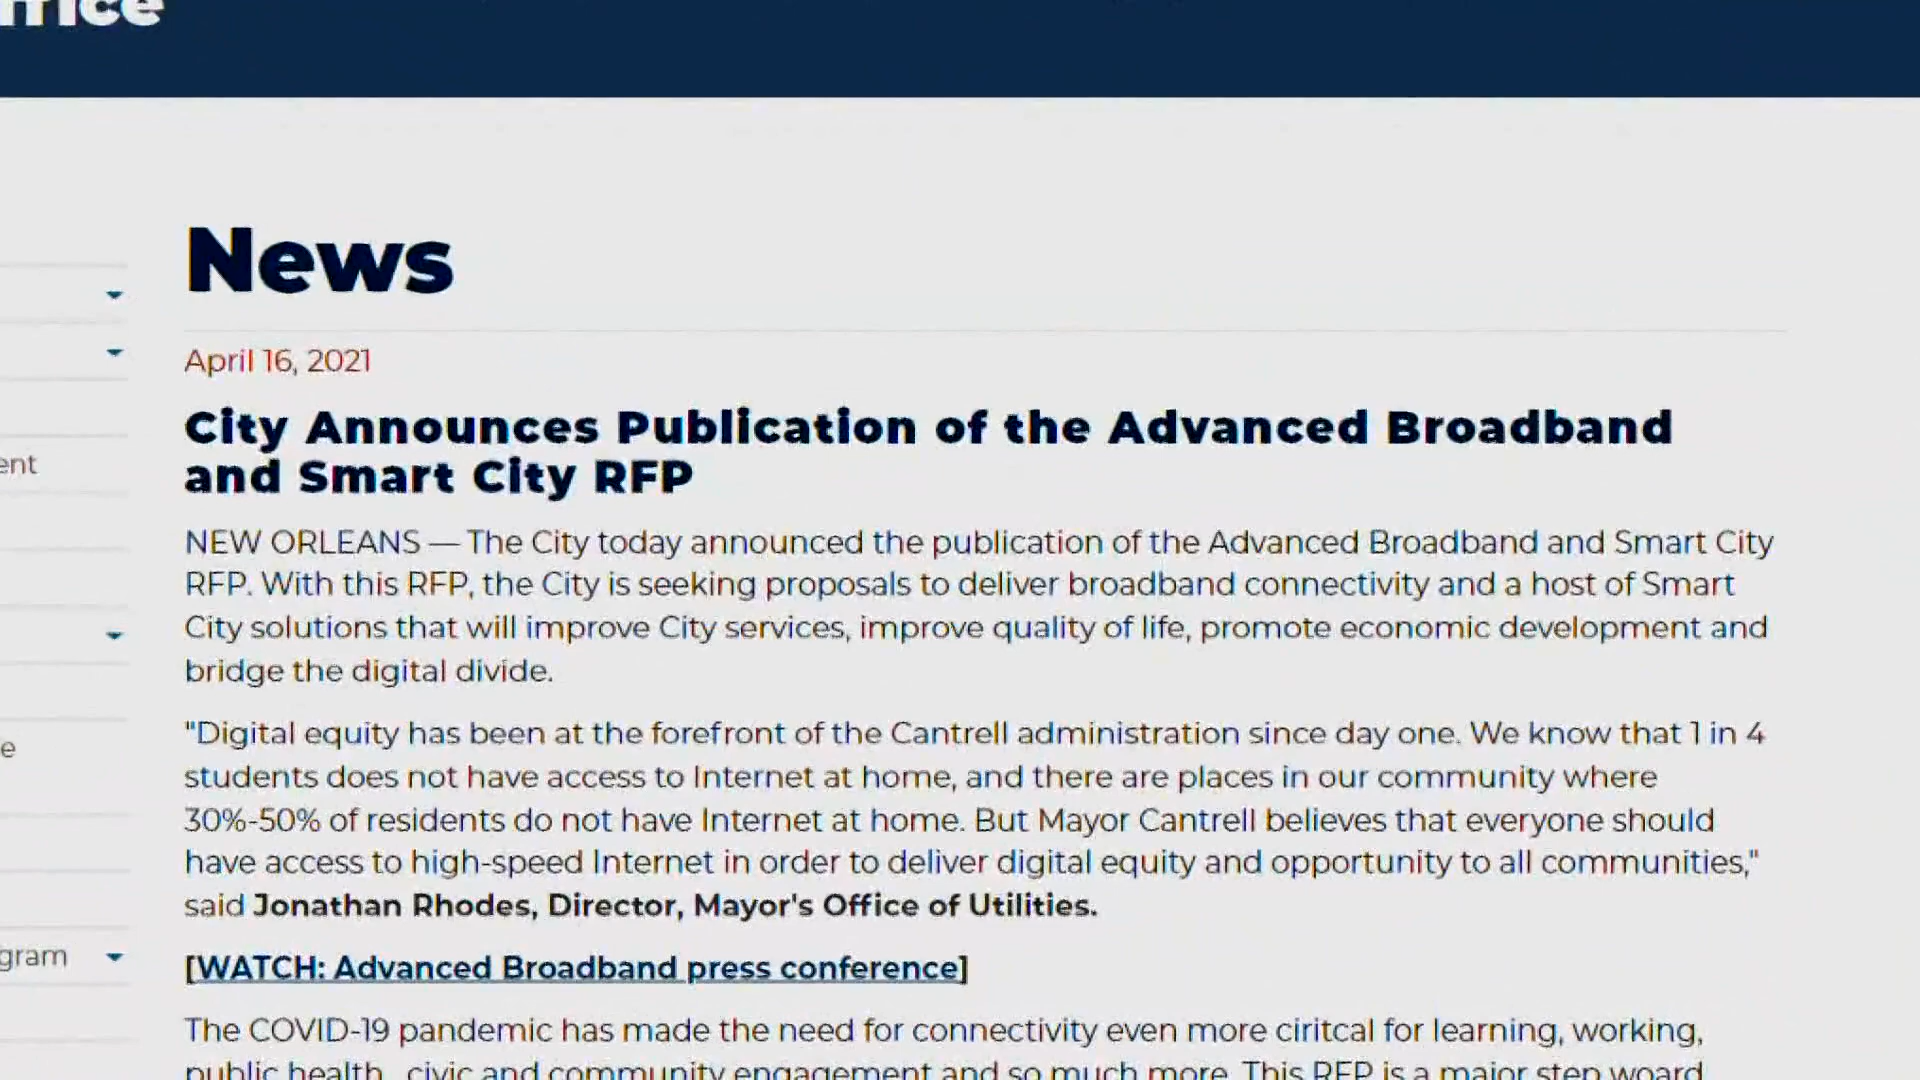 News
April 16, 2021
City Announces Publication of the Advanced Broadband
and Smart City RFP
NEW ORLEANS — The City today announced the publication of the Advanced Broadband and Smart City
RFP. With this RFP, the City is seeking proposals to deliver broadband connectivity and a host of Smart
City solutions that will improve City services, improve quality of life, promote economic development and
bridge the digital divide.
"Digital equity has been at the forefront of the Cantrell administration since day one. We know that 1 in 4
students does not have access to Internet at home, and there are places in our community where
30%-50% of residents do not have Internet at home. But Mayor Cantrell believes that everyone should
have access to high-speed Internet in order to deliver digital equity and opportunity to all communities,"
said Jonathan Rhodes, Director, Mayor's Office of Utilities.
[WATCH: Advanced Broadband press conference]
The COVID-19 pandemic has made the need for connectivity even more ciritcal for learning, working,
public health, civic and community engagement and so much more. This RFP is a major step woard
ent
e
gram